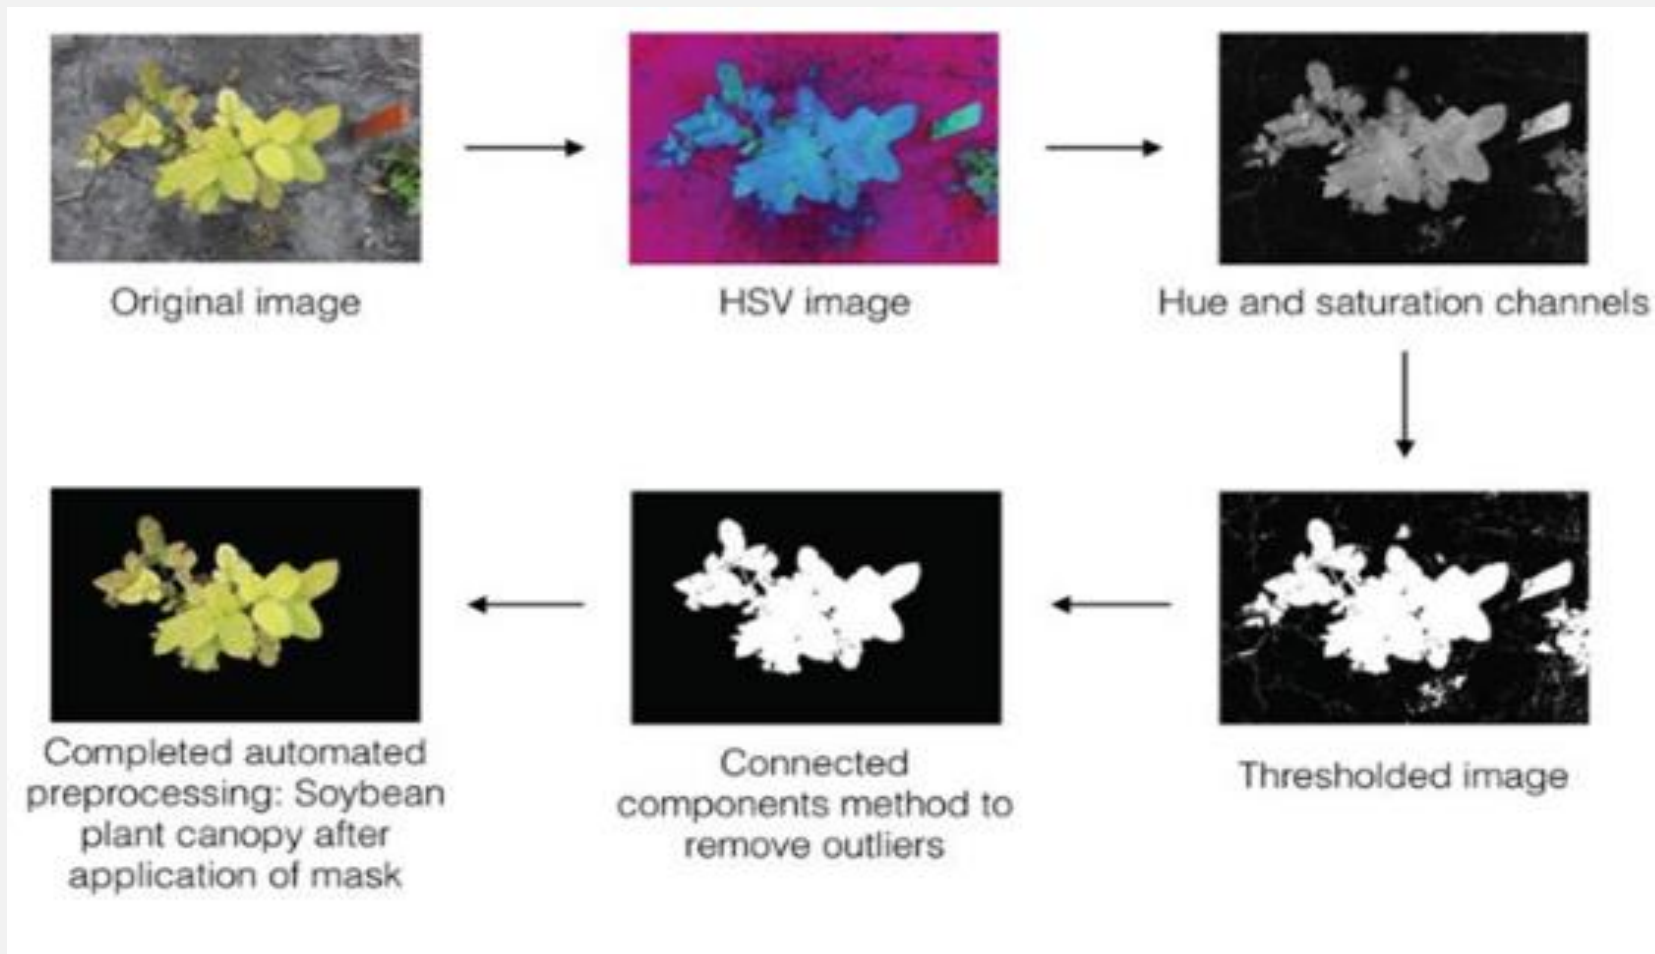 Original image
HSV image
Hue and saturation channels
Thresholded image
Connected
components method to
remove outliers
Completed automated
preprocessing: Soybean
plant canopy after
application of mask